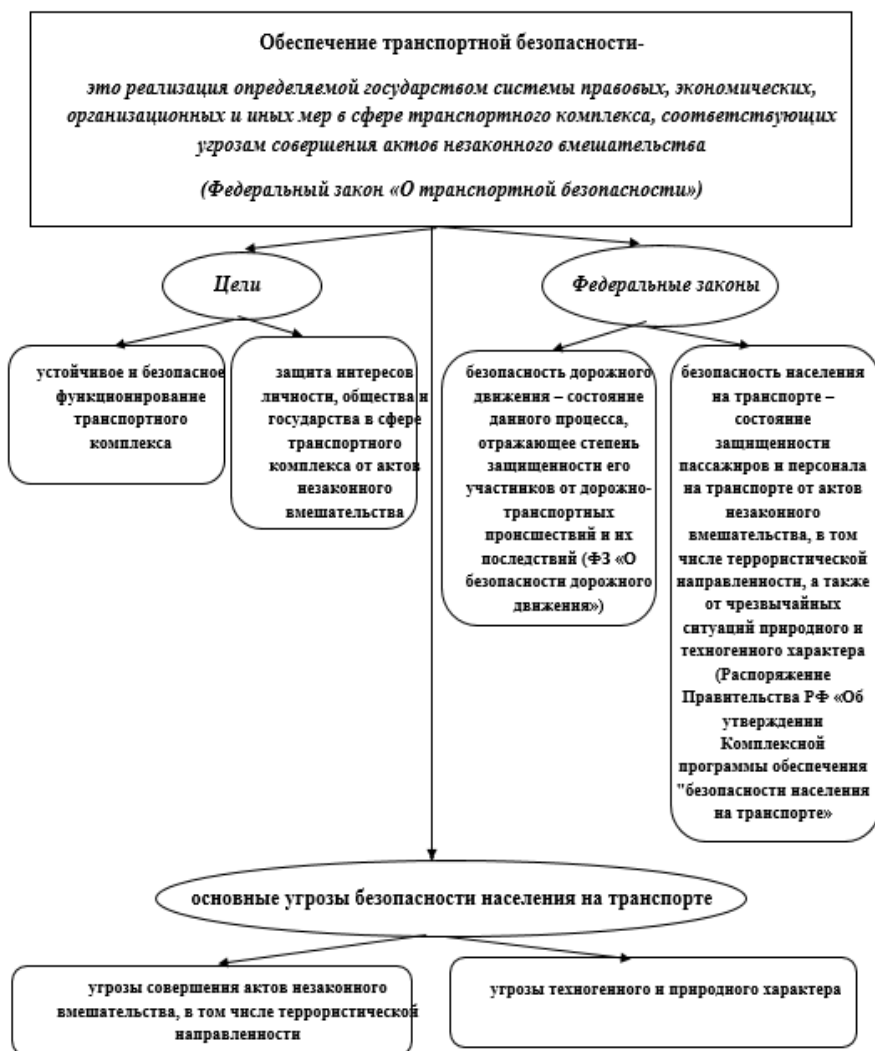 Обеспечение транспортной безопасности-
это реализация определяемой государством системы правовых, экономических,
организационных и иных мер в сфере транспортного комплекса, соответствующих
угрозам совершения актов незаконного вмешательства
(Федеральный закон «О транспортной безопасности»)
Цели
Федеральные законы
устойчивое и безопасное
функционирование
транспортного
комплекса
защита интересов
личности, общества и
государства в сфере
транспортного
комплекса от актов
незаконного
вмешательства
безопасность дорожного
движения – состояние
данного процесса,
отражающее степень
защищенности его
участников от дорожно-
транспортных
происшествий и их
последствий (ФЗ «О
безопасности дорожного
движения»)
безопасность населения
на транспорте –
состояние
защищенности
пассажиров и персонала
на транспорте от актов
незаконного
вмешательства, в том
числе террористической
направленности, а также
от чрезвычайных
ситуаций природного и
техногенного характера
(Распоряжение
Правительства РФ «Об
утверждении
Комплексной
программы обеспечения
"безопасности населения
на транспорте»
основные угрозы безопасности населения на транспорте
угрозы совершения актов незаконного
вмешательства, в том числе террористической
направленности
угрозы техногенного и природного характера